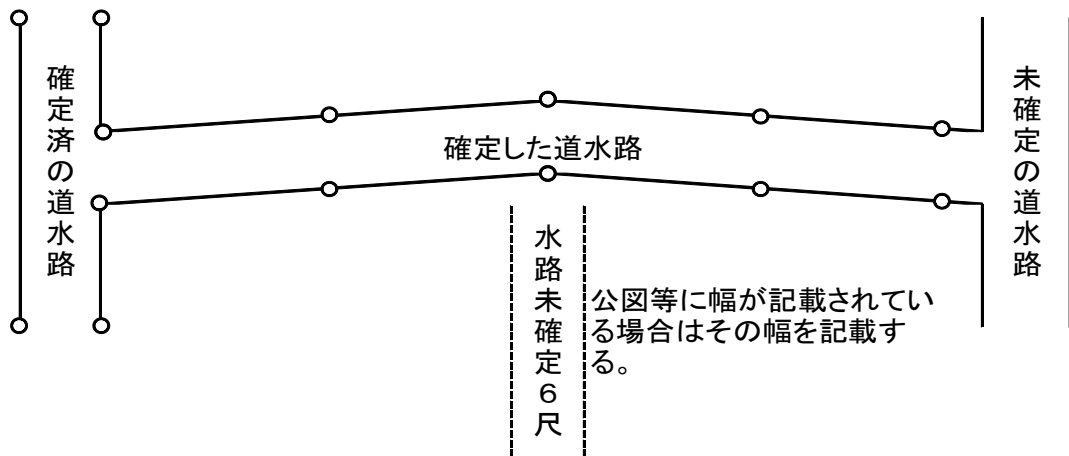 確定済の道水路
確定した道水路
未確定の道水路
水路未確定６尺
公図等に幅が記載されてい
る場合はその幅を記載す
る。